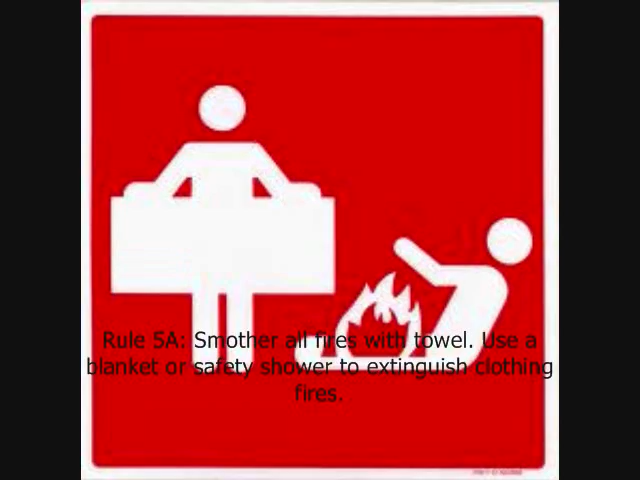 Rule 5A: Smother all fires with towel. Use a
blanket or safety shower to extinguish clothing
fires.